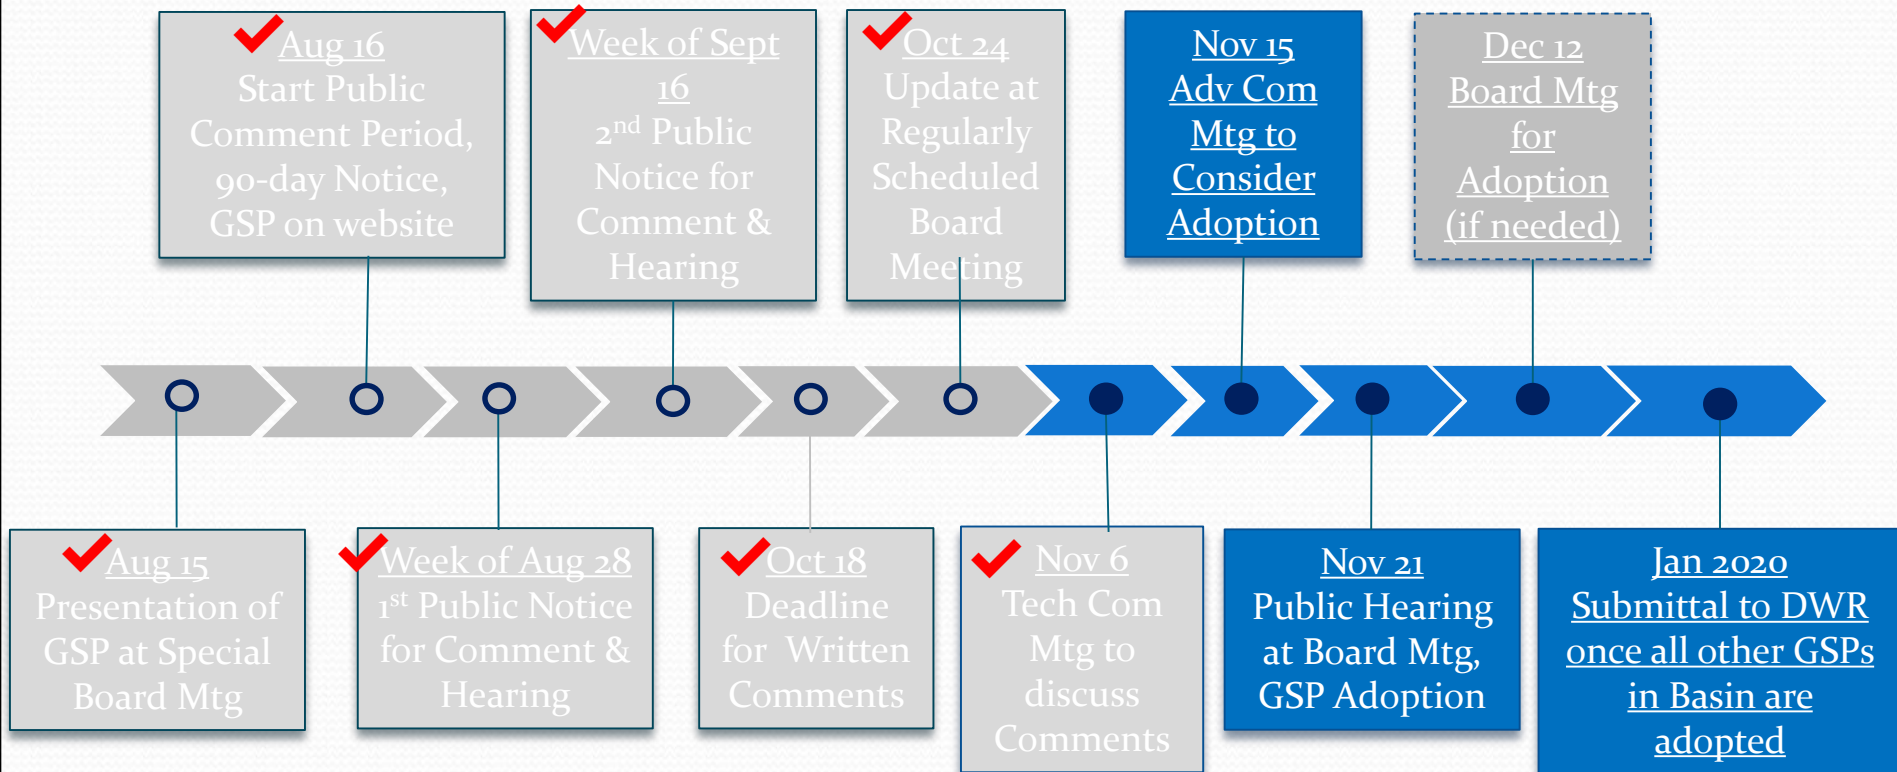 Aug 16
Start Public
Comment Period,
90-day Notice,
GSP on website
Week of Sept
16
2nd Public
Notice for
Comment &
Hearing
Oct 24
Update at
Regularly
Scheduled
Board
Meeting
Nov 15
Adv Com
Mtg to
Consider
Adoption
Dec 12
Board Mtg
for
Adoption
(if needed)
Aug 15
Presentation of
GSP at Special
Board Mtg
Week of Aug 28
1st Public Notice
for Comment &
Hearing
Oct 18
Deadline
for Written
Comments
Nov 6
Tech Com
Mtg to
discuss
Comments
Nov 21
Public Hearing
at Board Mtg,
GSP Adoption
Jan 2020
Submittal to DWR
once all other GSPs
in Basin are
adopted